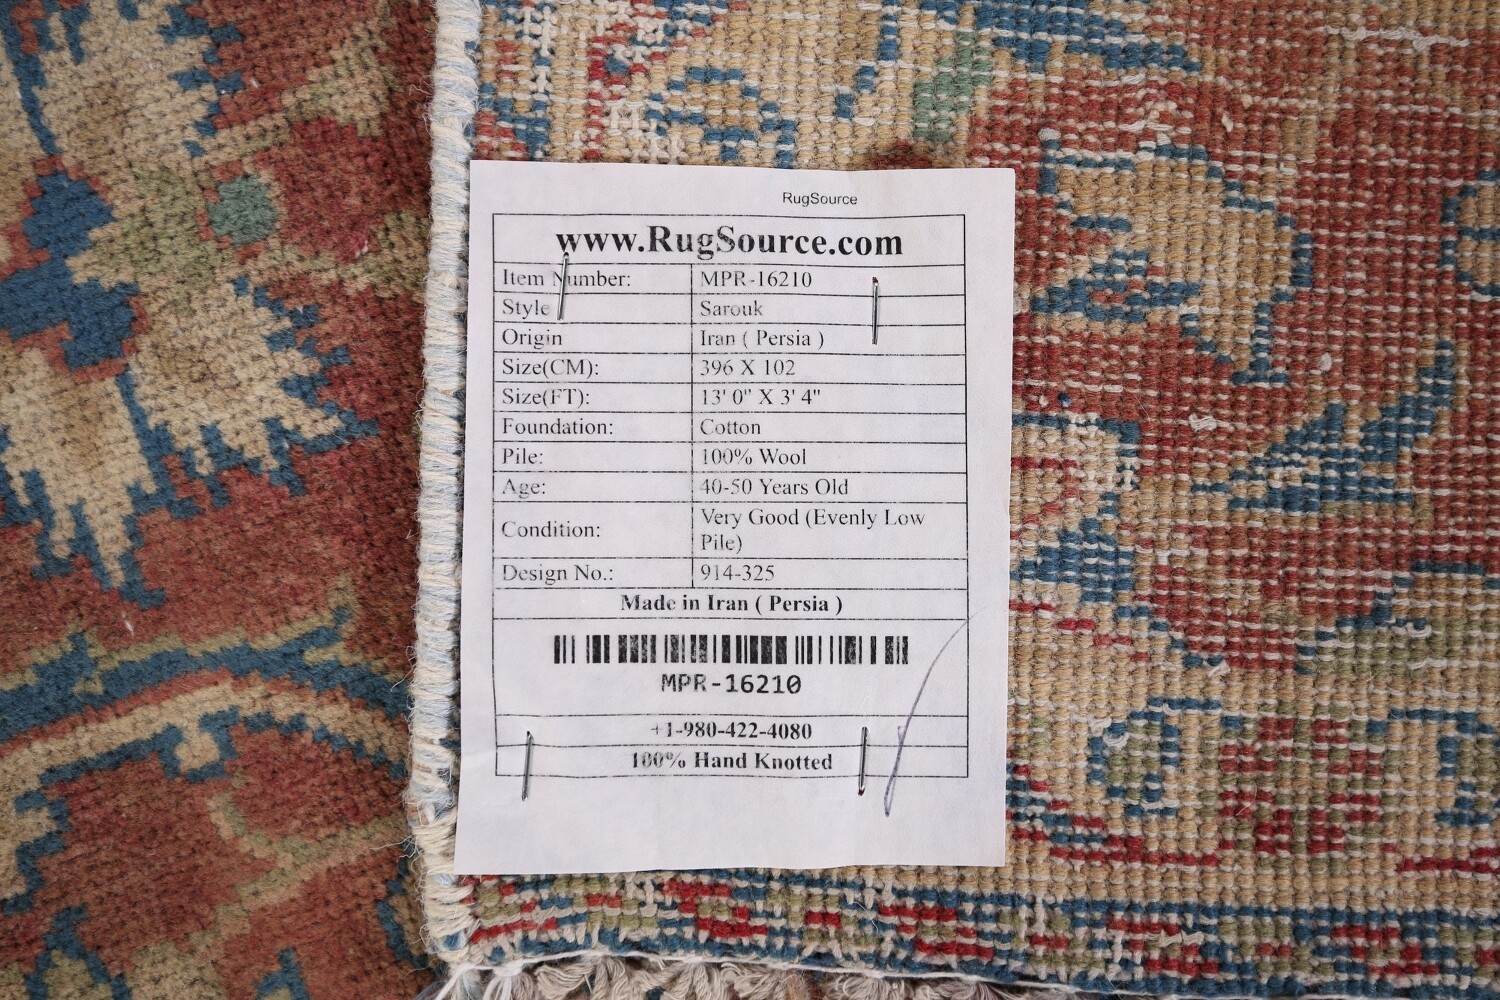 RugSource
www.RugSource.com
Item Number: MPR-16210
Style Sarouk
Origin Iran ( Persia )
Size(CM): 396 X 102
Size(FT): 13' 0" X 3' 4"
Foundation: Cotton
Pile: 100% Wool
Age: 40-50 Years Old
Condition: Very Good (Evenly Low
Pile)
Design No.: 914-325
Made in Iran ( Persia )
MPR-16210
+1-980-422-4080
100% Hand Knotted